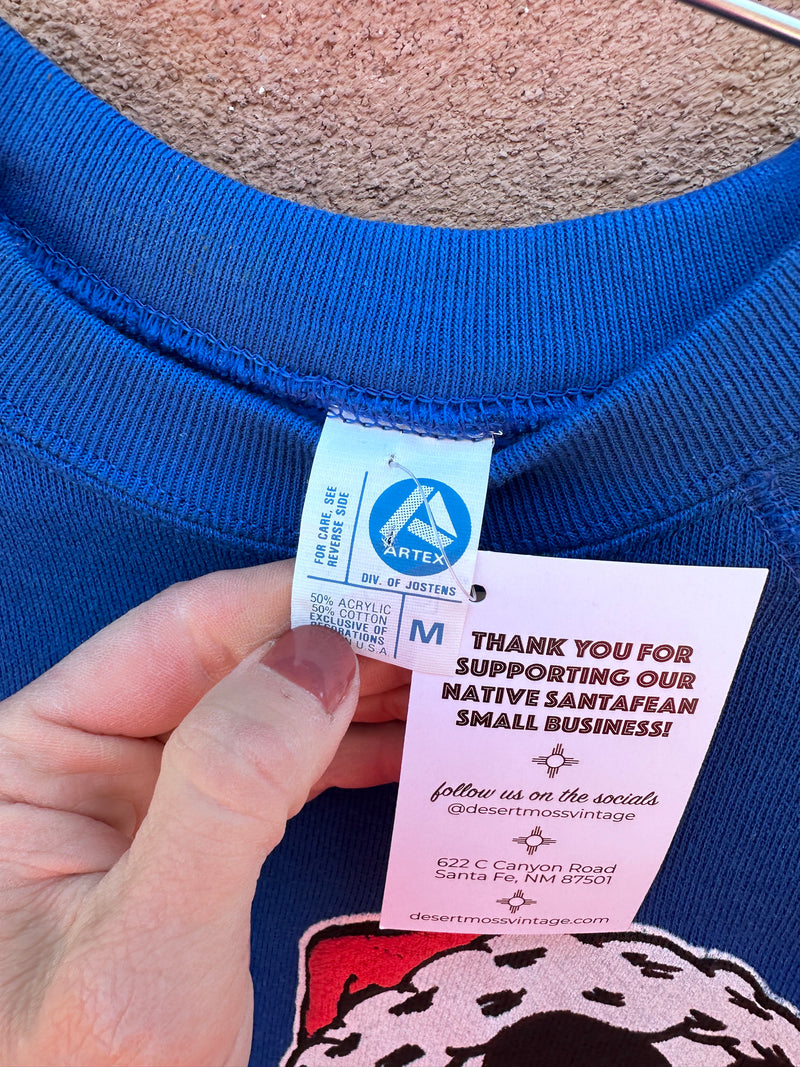 FOR CARE, SEE
REVERSE SIDE
ARTEX
DIV. OF JOSTENS
50% ACRYLIC
50% COTTON
EXCLUSIVE OF
DECORATIONS
U.S.A.
M
THANK YOU FOR
SUPPORTING OUR
NATIVE SANTAFEAN
SMALL BUSINESS!
follow us on the socials
@desertmossvintage
622 C Canyon Road
Santa Fe, NM 87501
desertmossvintage.com